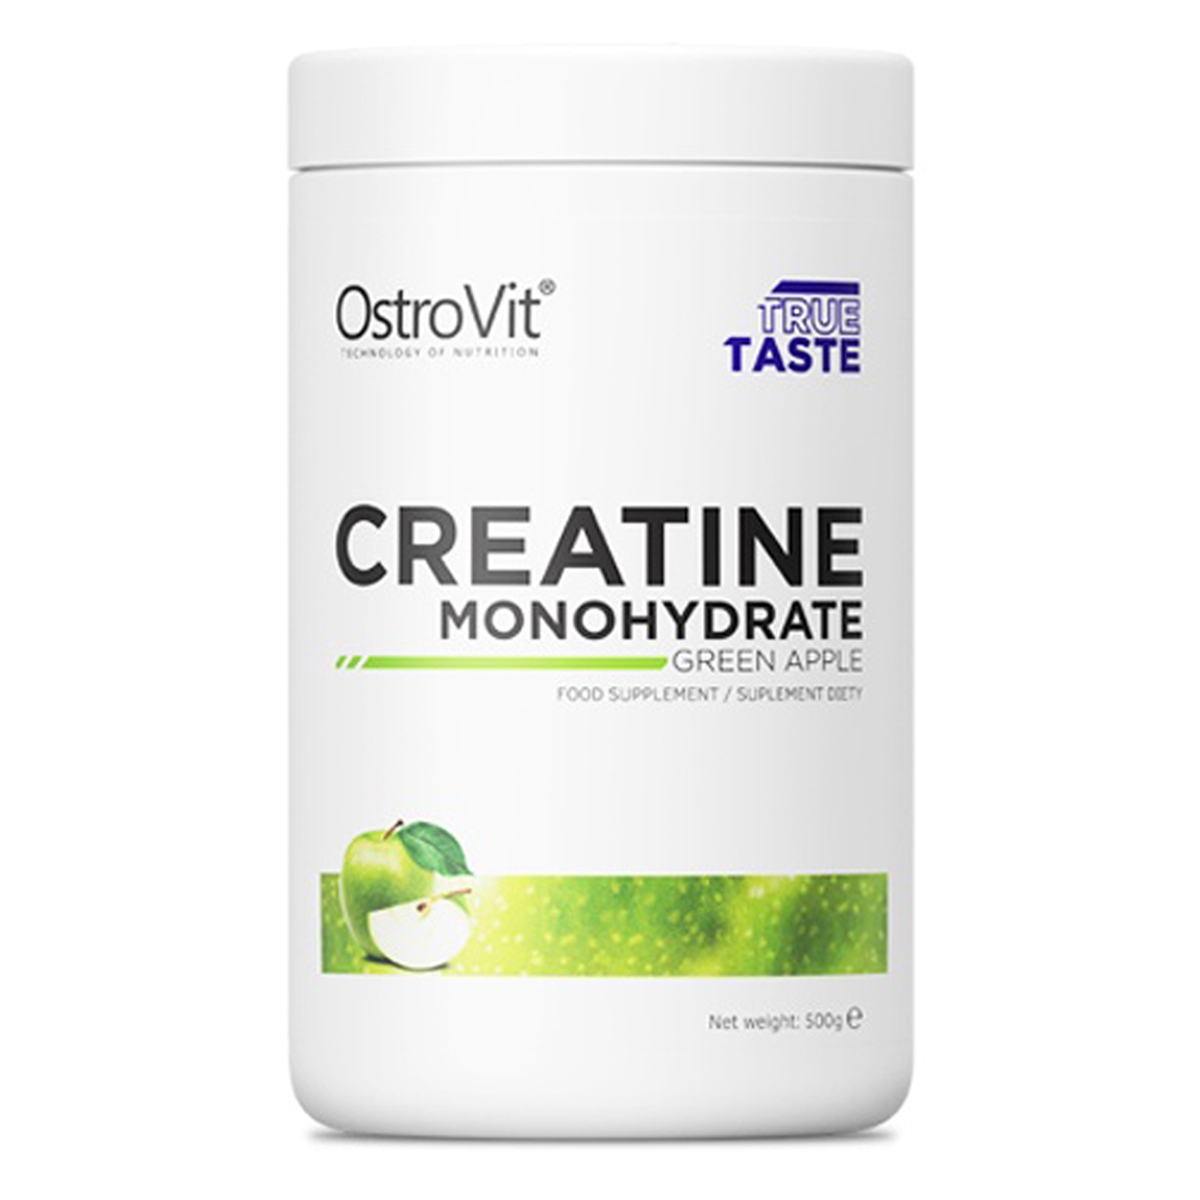 OstroVit®
TECHNOLOGY OF NUTRITION
TRUE
TASTE
CREATINE
MONOHYDRATE
GREEN APPLE
FOOD SUPPLEMENT / SUPLEMENT DIETY
Net weight: 500g ℮